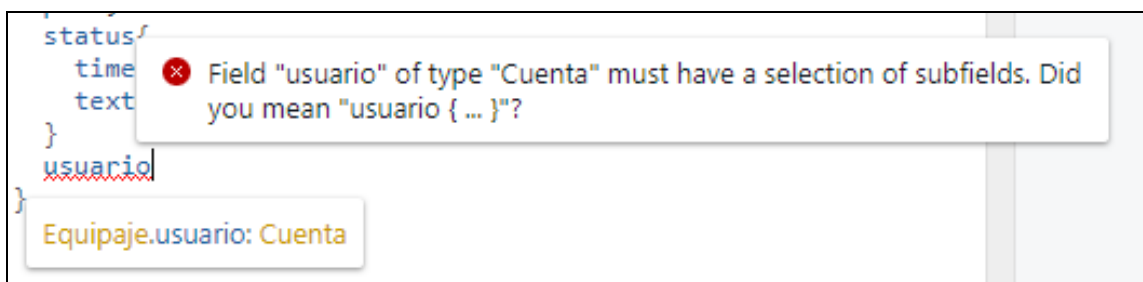 status{
time
Field "usuario" of type "Cuenta" must have a selection of subfields. Did
text
you mean "usuario { ... }"?
}
usuario
}
Equipaje.usuario: Cuenta